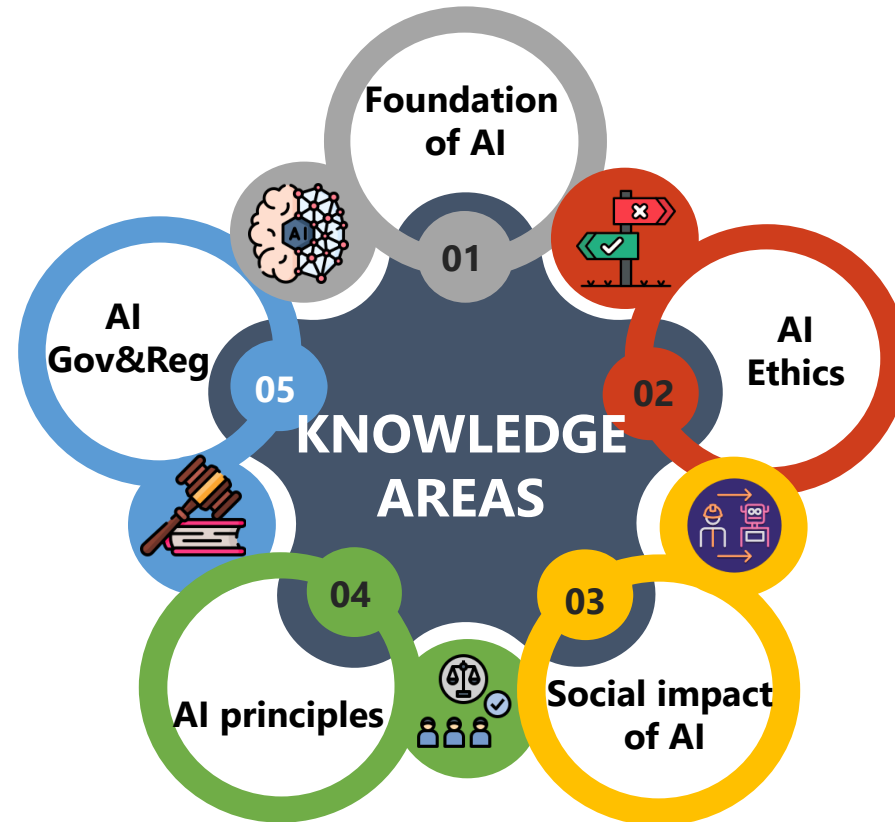 KNOWLEDGE
AREAS
01
Foundation
of AI
AI
02
AI
Ethics
03
Social impact
of AI
04
AI principles
05
AI
Gov&Reg